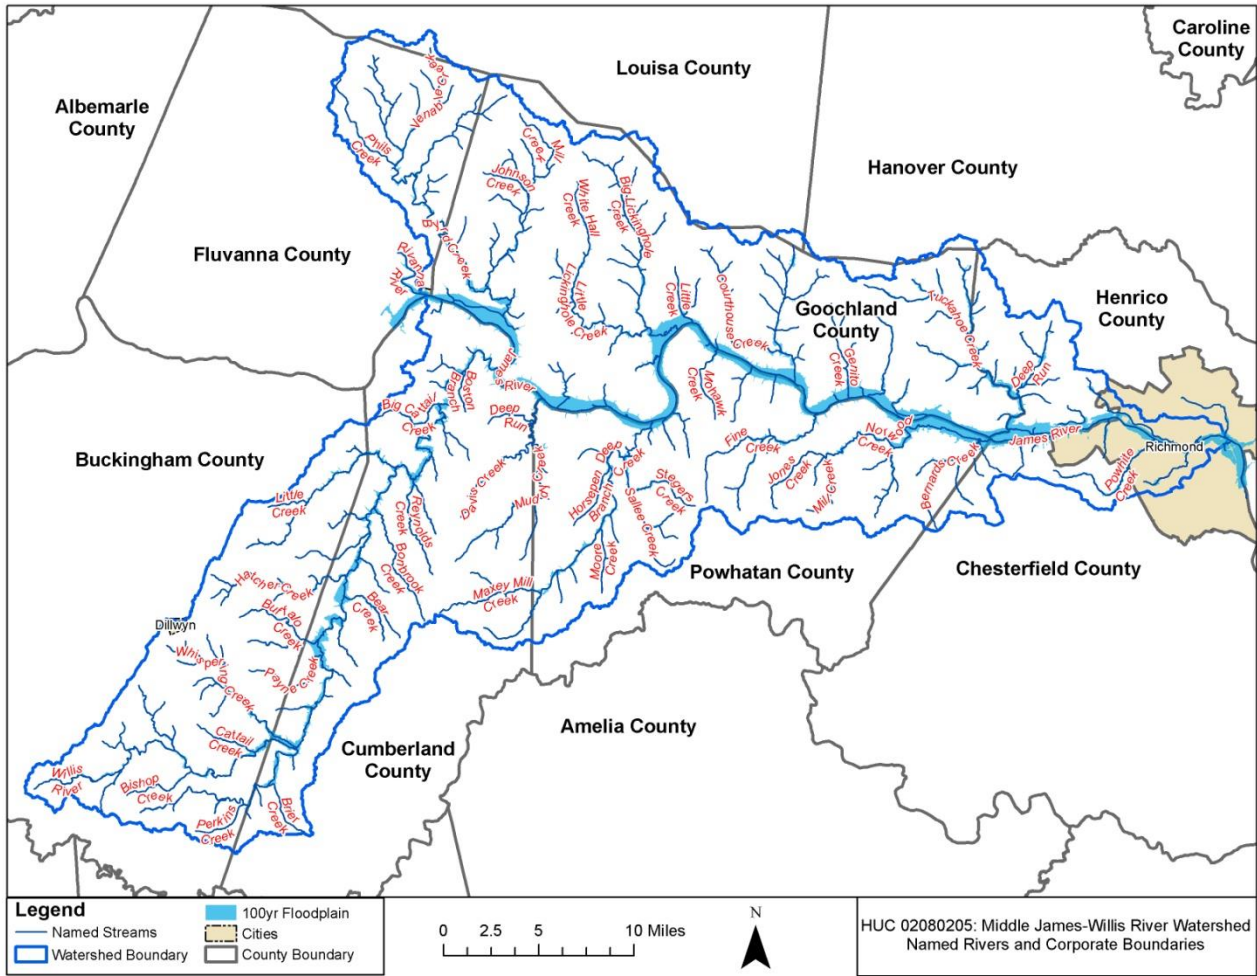 Caroline
County
Louisa County
Albemarle
County
Hanover County
Venable Creek
Phils
Creek
Mill
Creek
Johnson
Creek
White Hall
Creek
Big Lickinghole
Creek
Fluvanna County
Byrd Creek
Rivanna
River
Little
Lickinghole Creek
Little
Creek
Courthouse Creek
Goochland
County
Tuckahoe Creek
Henrico
County
Genito
Creek
Deep
Run
James River
Boston
Branch
Big Cattail
Creek
Deep
Run
Mohawk
Creek
Fine
Creek
Norwood
Creek
James River
Richmond
Powhite
Creek
Buckingham County
Little
Creek
Davis Creek
Muddy Creek
Deep
Creek
Horsepen
Branch
Stegers
Creek
Sallee Creek
Jones
Creek
Mill Creek
Bernards Creek
Reynolds
Creek
Bonbrook
Creek
Moore
Creek
Maxey Mill
Creek
Powhatan County
Chesterfield County
Hatcher Creek
Buffalo
Creek
Bear
Creek
Dillwyn
Whispering Creek
Payne Creek
Cattail
Creek
Cumberland
County
Amelia County
Willis
River
Bishop
Creek
Perkins
Creek
Brier
Creek
Legend
Named Streams
Watershed Boundary
100yr Floodplain
Cities
County Boundary
0 2.5 5 10 Miles
N
HUC 02080205: Middle James-Willis River Watershed
Named Rivers and Corporate Boundaries